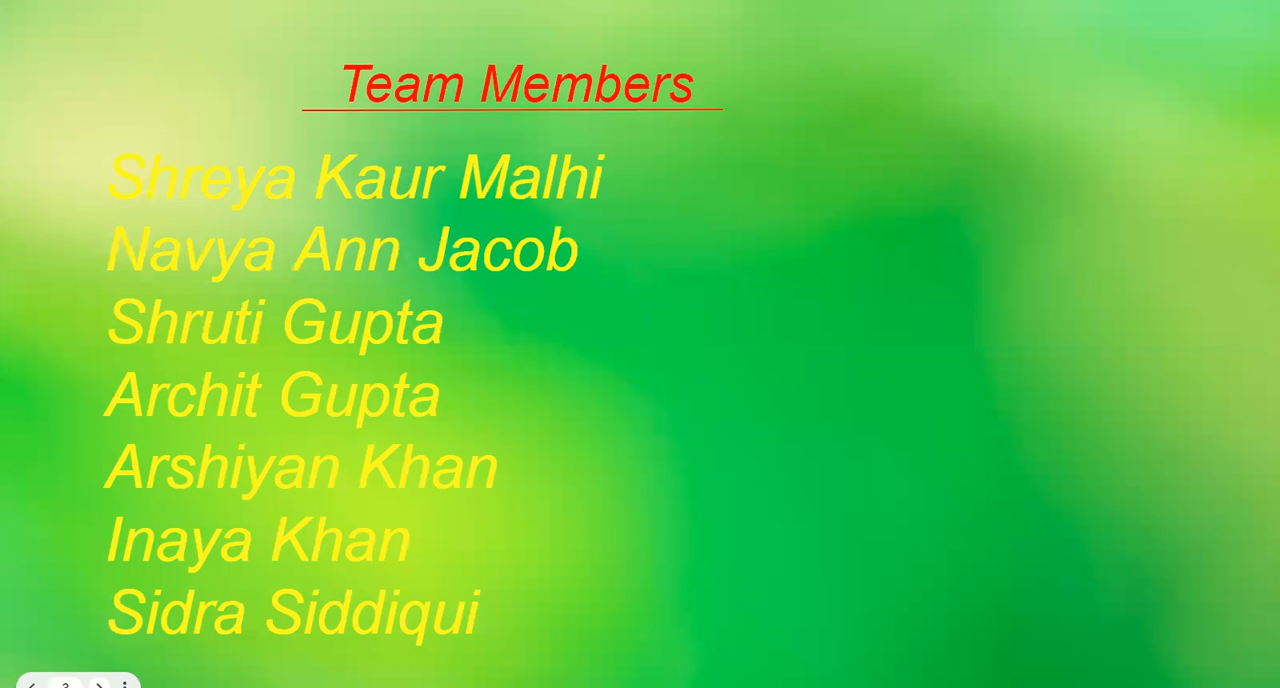 Team Members
Shreya Kaur Malhi
Navya Ann Jacob
Shruti Gupta
Archit Gupta
Arshiyan Khan
Inaya Khan
Sidra Siddiqui